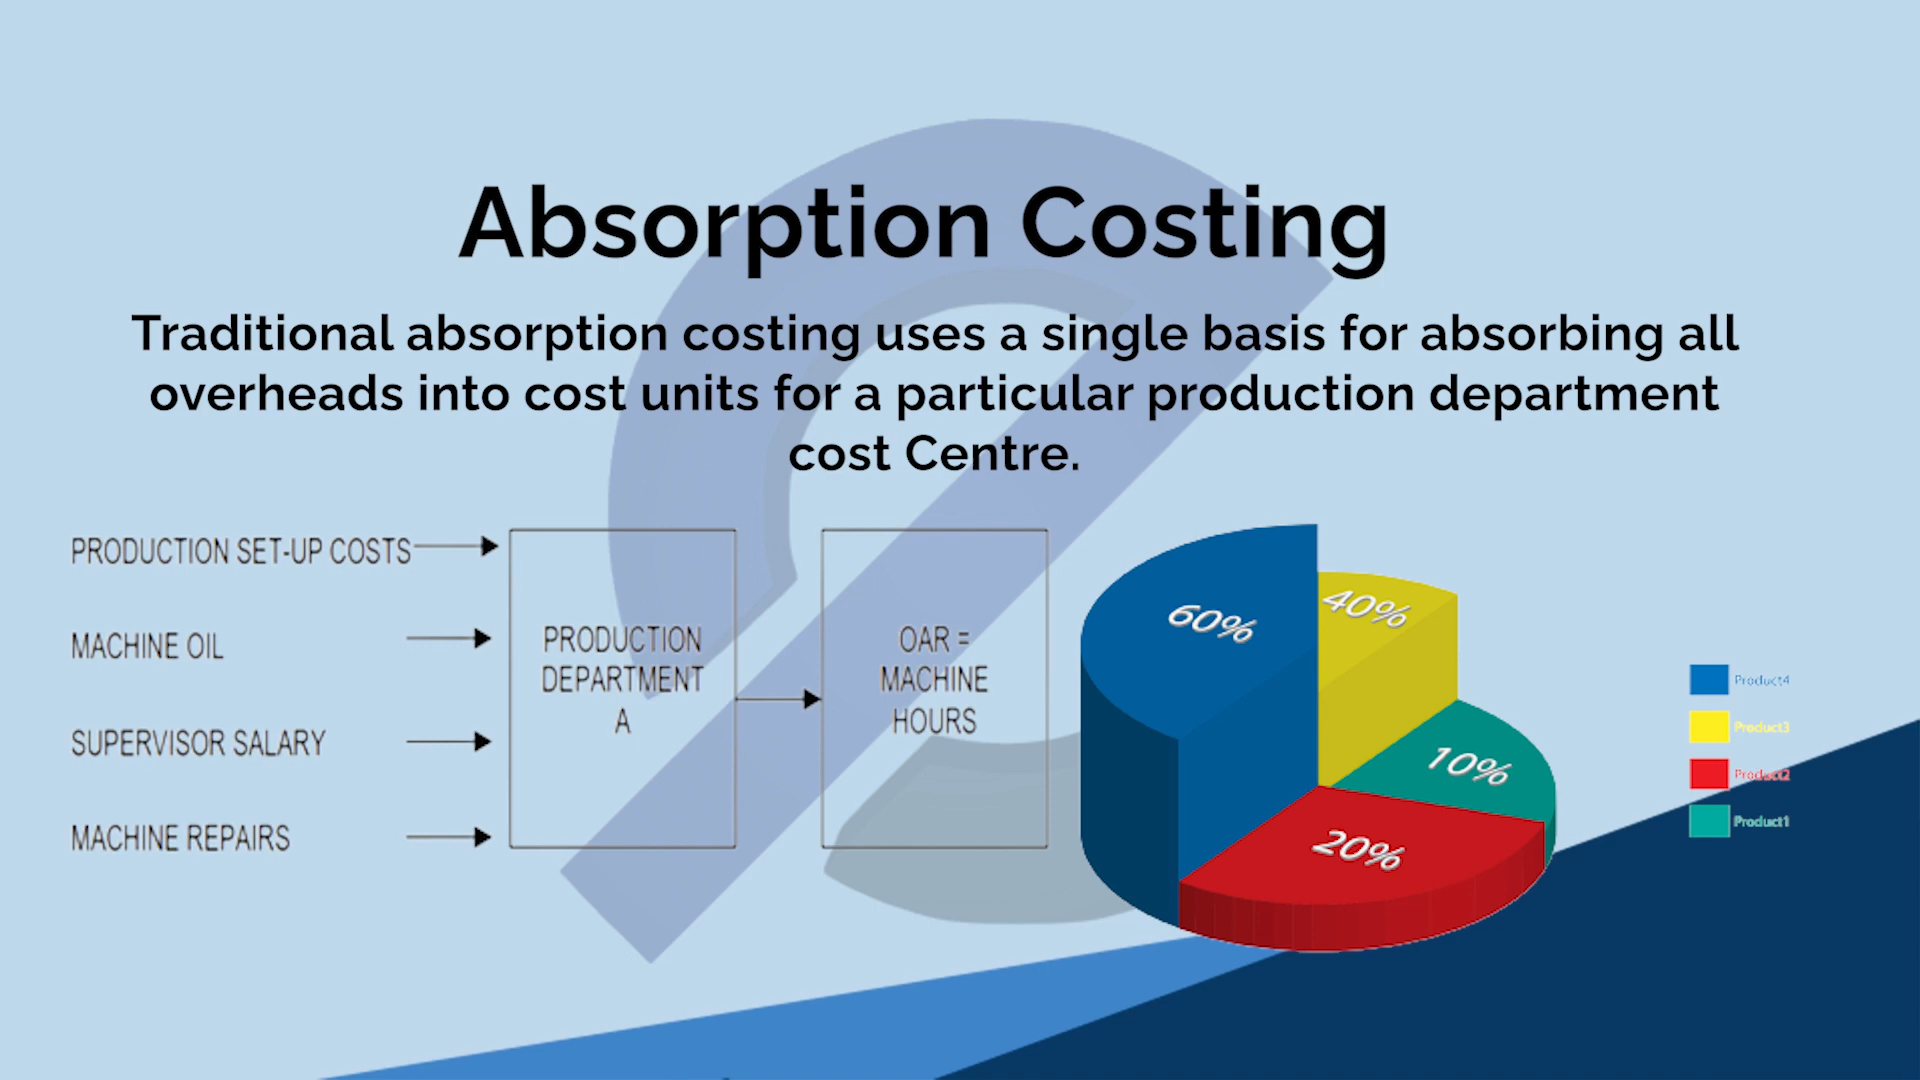 Absorption Costing
Traditional absorption costing uses a single basis for absorbing all
overheads into cost units for a particular production department
cost Centre.
PRODUCTION SET-UP COSTS
MACHINE OIL
SUPERVISOR SALARY
MACHINE REPAIRS
PRODUCTION
DEPARTMENT
A
OAR =
MACHINE
HOURS
60%
40%
10%
20%
Product4
Product3
Product2
Product1